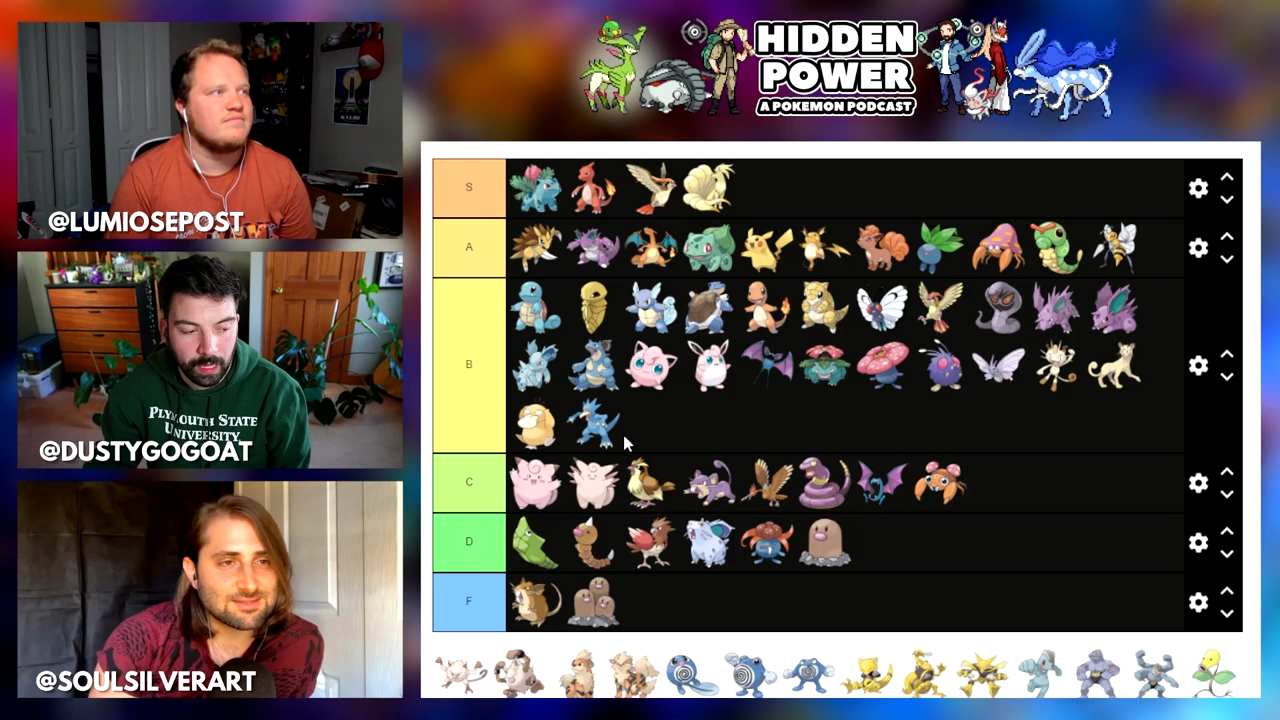 HIDDEN
POWER
A POKEMON PODCAST
@LUMIOSEPOST
PLYMOUTH STATE
UNIVERSITY
@DUSTYGOGOAT
@SOULSILVERART
S
A
B
C
D
F